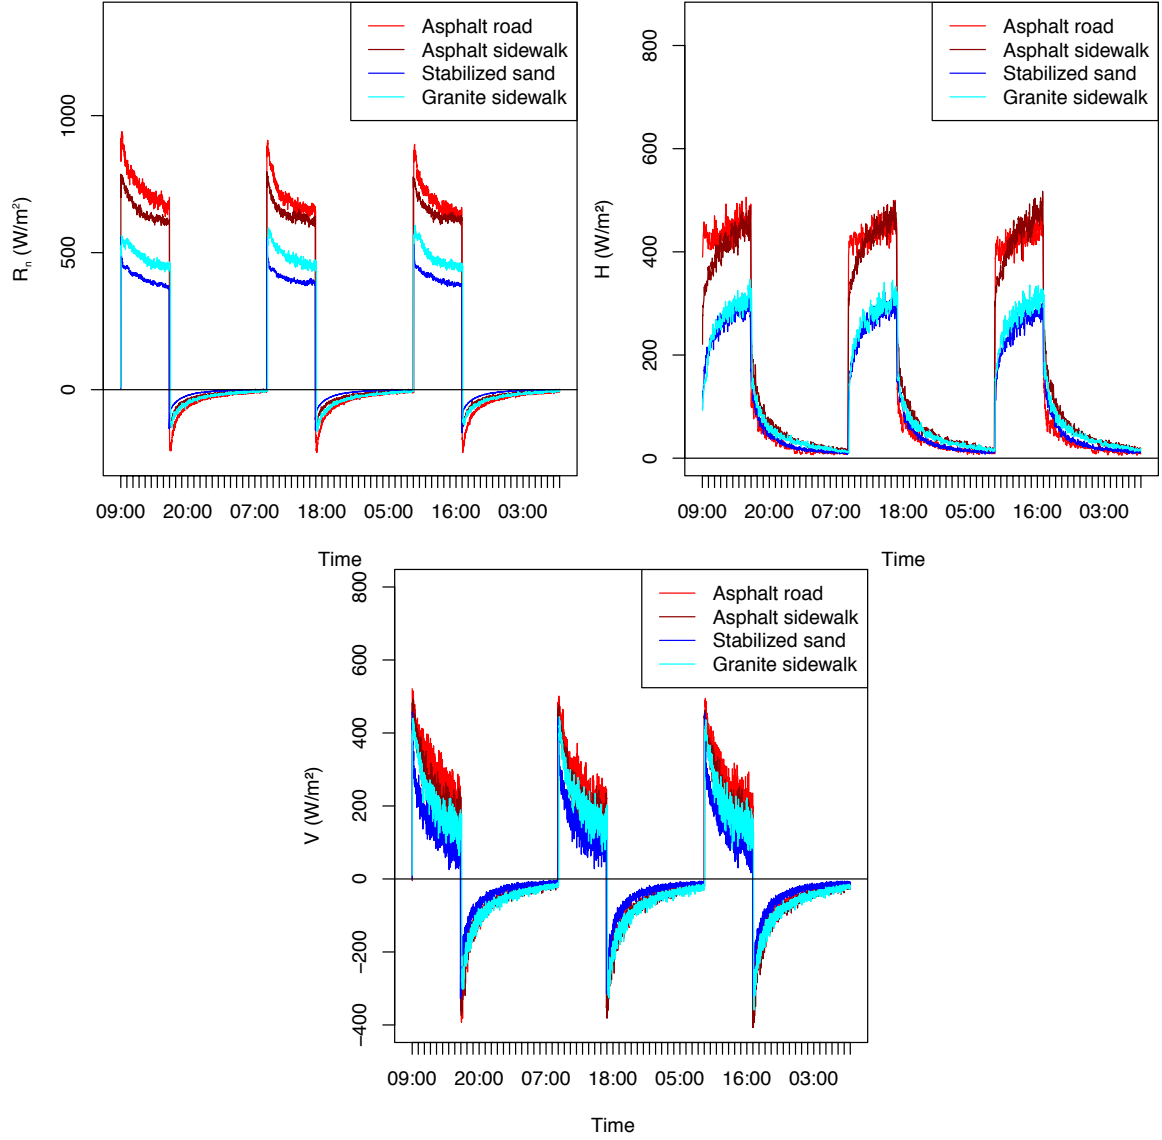 Asphalt road
Asphalt sidewalk
Stabilized sand
Granite sidewalk
Rₙ (W/m²)
0 500 1000
09:00 20:00 07:00 18:00 05:00 16:00 03:00
Time
Asphalt road
Asphalt sidewalk
Stabilized sand
Granite sidewalk
H (W/m²)
0 200 400 600 800
09:00 20:00 07:00 18:00 05:00 16:00 03:00
Time
Asphalt road
Asphalt sidewalk
Stabilized sand
Granite sidewalk
V (W/m²)
−400 −200 0 200 400 600 800
09:00 20:00 07:00 18:00 05:00 16:00 03:00
Time